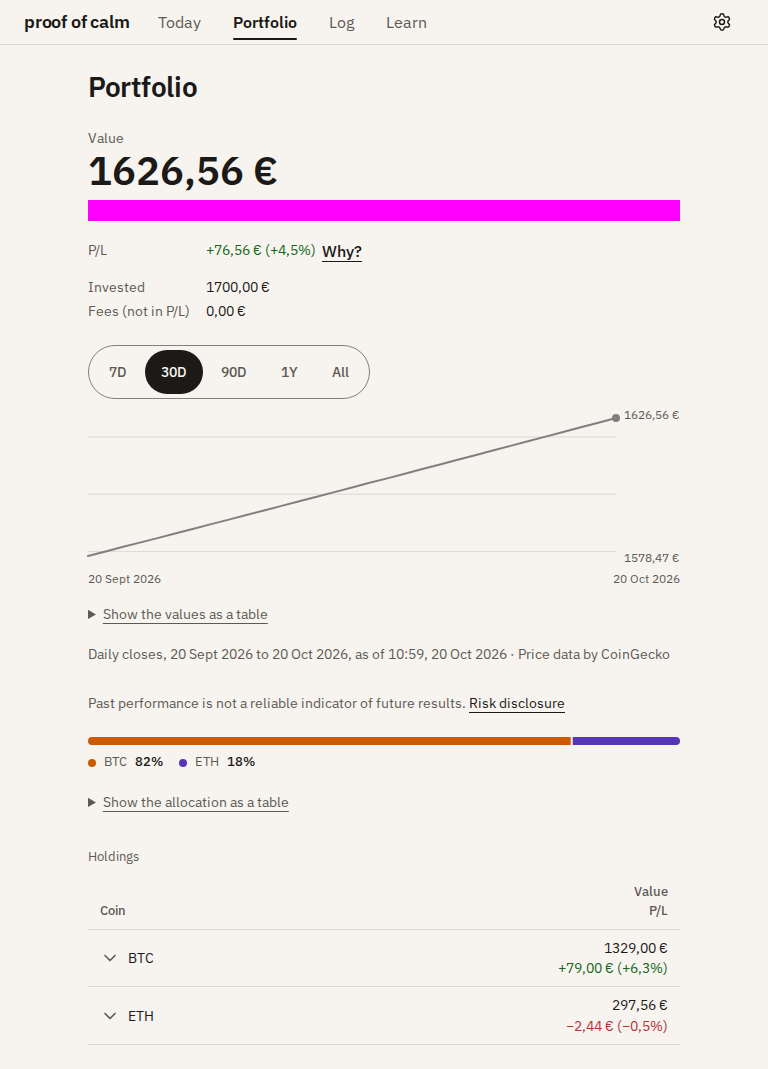 proof of calm Today Portfolio Log Learn
Portfolio
Value
1626,56 €
P/L +76,56 € (+4,5%) Why?
Invested 1700,00 €
Fees (not in P/L) 0,00 €
7D 30D 90D 1Y All
1626,56 €
1578,47 €
20 Sept 2026 20 Oct 2026
Show the values as a table
Daily closes, 20 Sept 2026 to 20 Oct 2026, as of 10:59, 20 Oct 2026 · Price data by CoinGecko
Past performance is not a reliable indicator of future results. Risk disclosure
BTC 82% ETH 18%
Show the allocation as a table
Holdings
Value
Coin P/L
BTC 1329,00 €
+79,00 € (+6,3%)
ETH 297,56 €
−2,44 € (−0,5%)